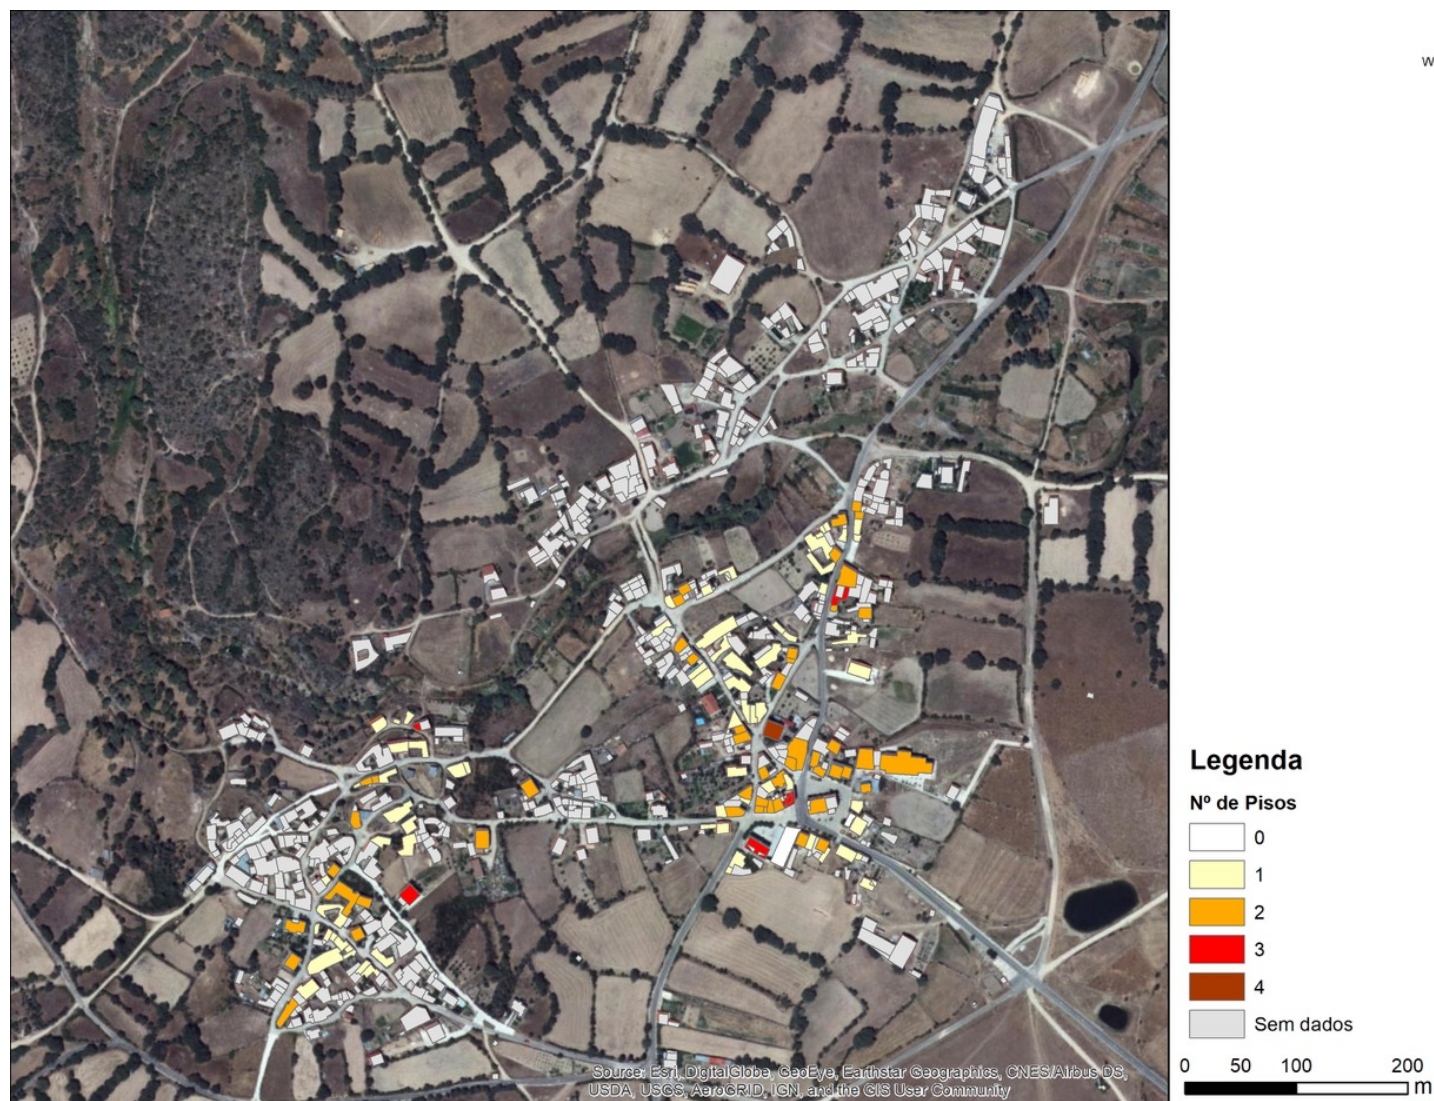 W
Legenda
Nº de Pisos
0
1
2
3
4
Sem dados
0 50 100 200
m
Source: Esri, DigitalGlobe, GeoEye, Earthstar Geographics, CNES/Airbus DS,
USDA, USGS, AeroGRID, IGN, and the GIS User Community